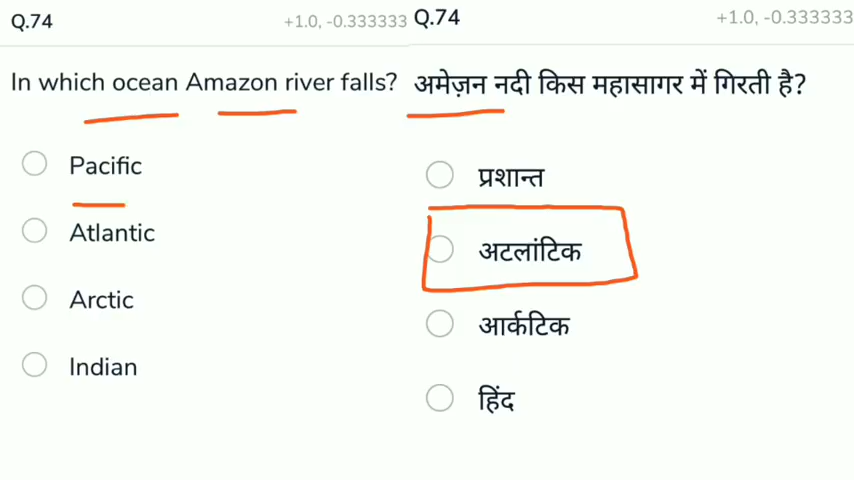 Q.74
+1.0, -0.333333
In which ocean Amazon river falls?
Pacific
Atlantic
Arctic
Indian
Q.74
+1.0, -0.333333
अमेज़न नदी किस महासागर में गिरती है?
प्रशान्त
अटलांटिक
आर्कटिक
हिंद